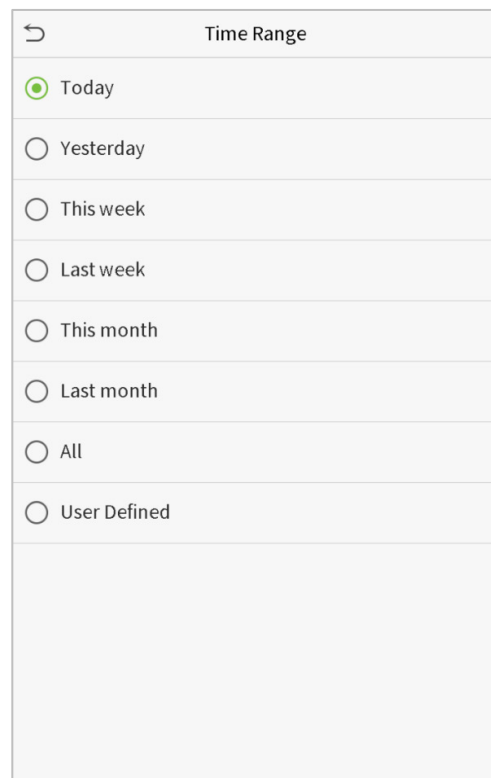 Time Range
Today
Yesterday
This week
Last week
This month
Last month
All
User Defined